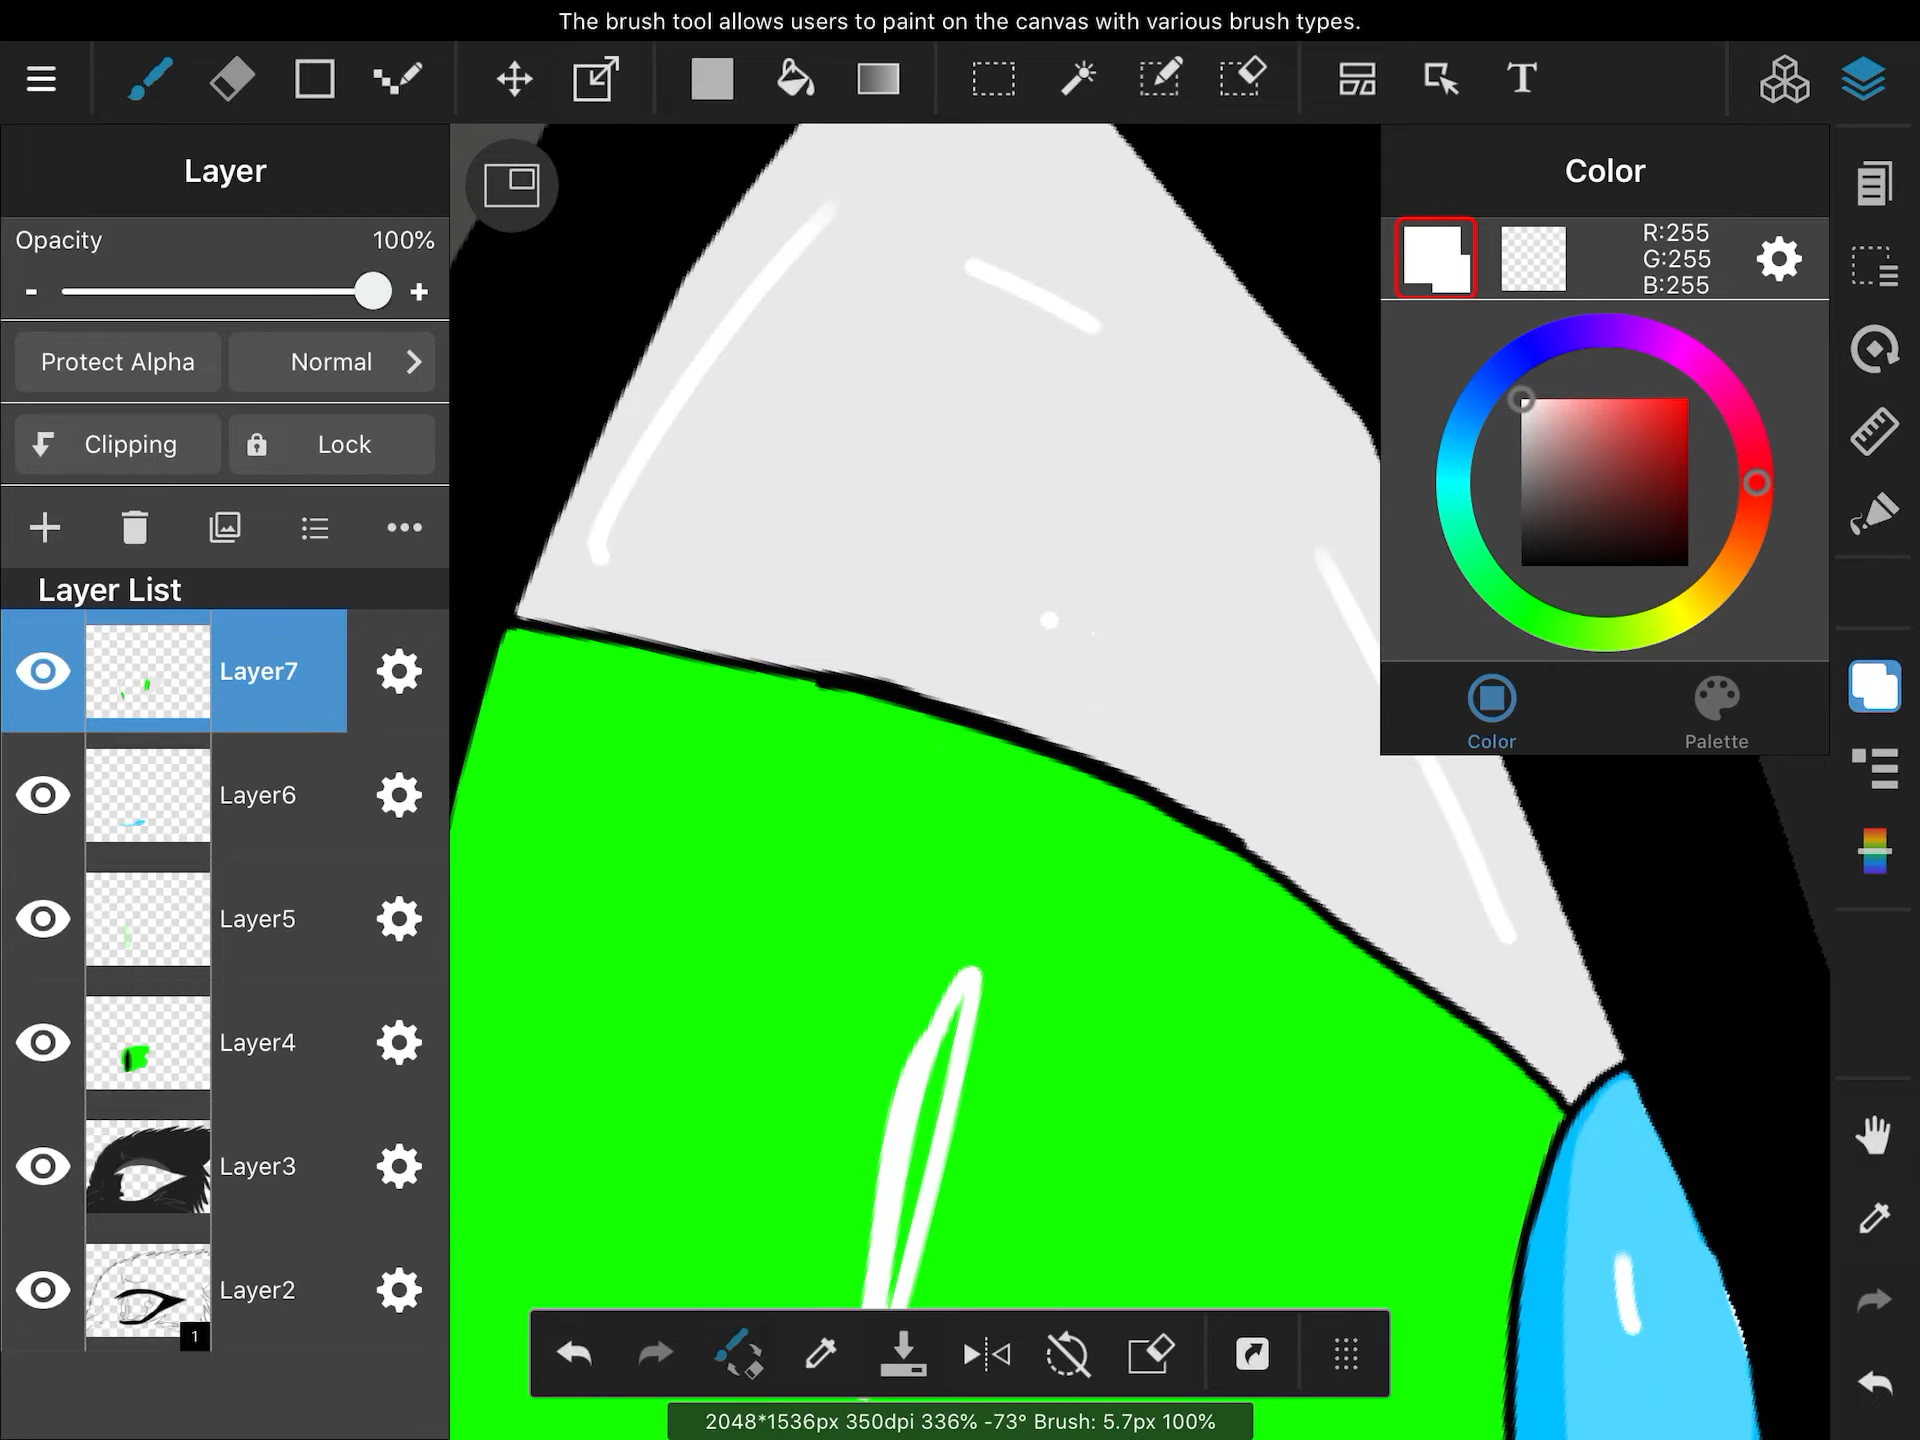 The brush tool allows users to paint on the canvas with various brush types.
T
Layer
Opacity 100%
- +
Protect Alpha Normal
Clipping Lock
Layer List
Layer7
Layer6
Layer5
Layer4
Layer3
Layer2
1
Color
R:255
G:255
B:255
Color Palette
2048*1536px 350dpi 336% -73° Brush: 5.7px 100%